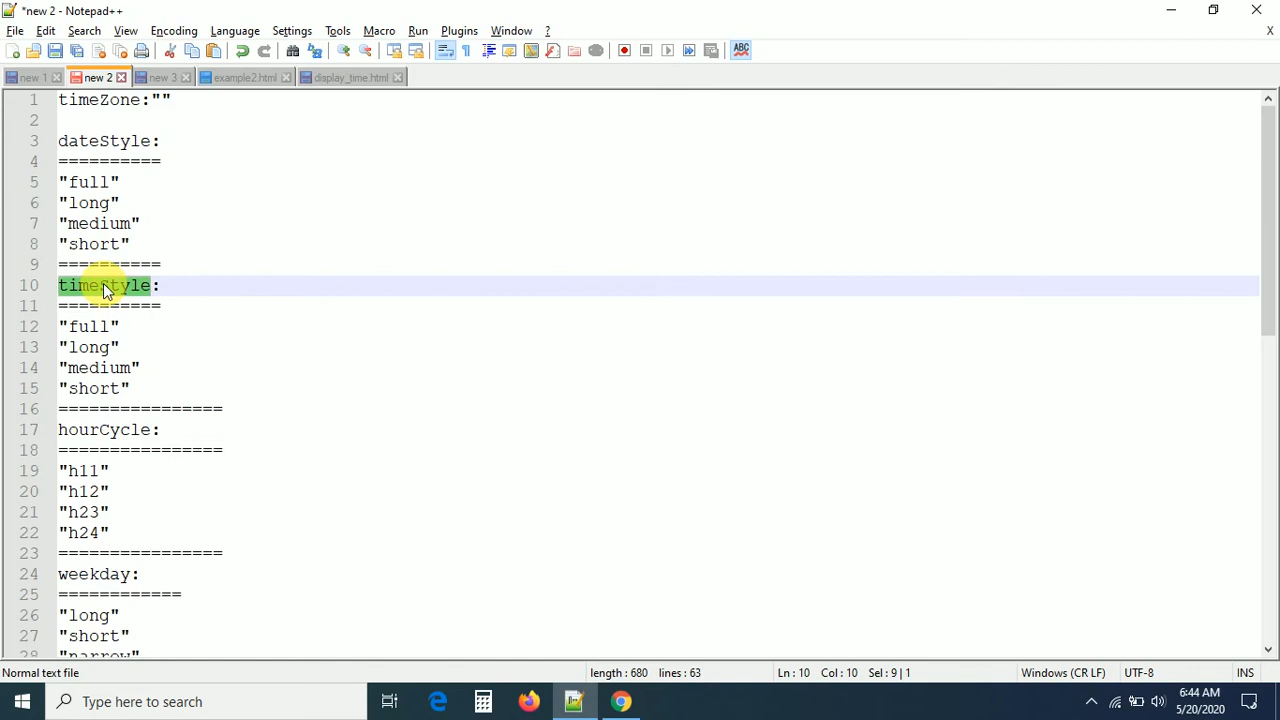 *new 2 - Notepad++
File Edit Search View Encoding Language Settings Tools Macro Run Plugins Window ? X
ABC
new 1 new 2 new 3 example2.html display_time.html
1 timeZone:""
2
3 dateStyle:
4 ==========
5 "full"
6 "long"
7 "medium"
8 "short"
9 ==========
10 timeStyle:
11 ==========
12 "full"
13 "long"
14 "medium"
15 "short"
16 ================
17 hourCycle:
18 ================
19 "h11"
20 "h12"
21 "h23"
22 "h24"
23 ================
24 weekday:
25 ============
26 "long"
27 "short"
28 "narrow"
Normal text file length : 680 lines : 63 Ln : 10 Col : 10 Sel : 9 | 1 Windows (CR LF) UTF-8 INS
Type here to search
6:44 AM
5/20/2020